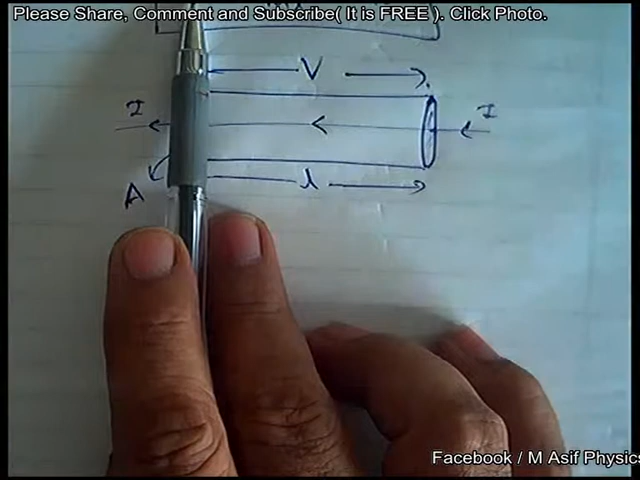 Please Share, Comment and Subscribe( It is FREE ). Click Photo.
V
I
I
l
A
Facebook / M Asif Physics